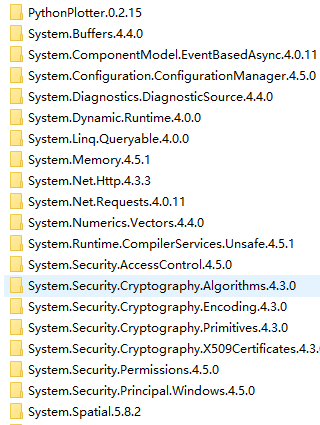 PythonPlotter.0.2.15
System.Buffers.4.4.0
System.ComponentModel.EventBasedAsync.4.0.11
System.Configuration.ConfigurationManager.4.5.0
System.Diagnostics.DiagnosticSource.4.4.0
System.Dynamic.Runtime.4.0.0
System.Linq.Queryable.4.0.0
System.Memory.4.5.1
System.Net.Http.4.3.3
System.Net.Requests.4.0.11
System.Numerics.Vectors.4.4.0
System.Runtime.CompilerServices.Unsafe.4.5.1
System.Security.AccessControl.4.5.0
System.Security.Cryptography.Algorithms.4.3.0
System.Security.Cryptography.Encoding.4.3.0
System.Security.Cryptography.Primitives.4.3.0
System.Security.Cryptography.X509Certificates.4.3.
System.Security.Permissions.4.5.0
System.Security.Principal.Windows.4.5.0
System.Spatial.5.8.2